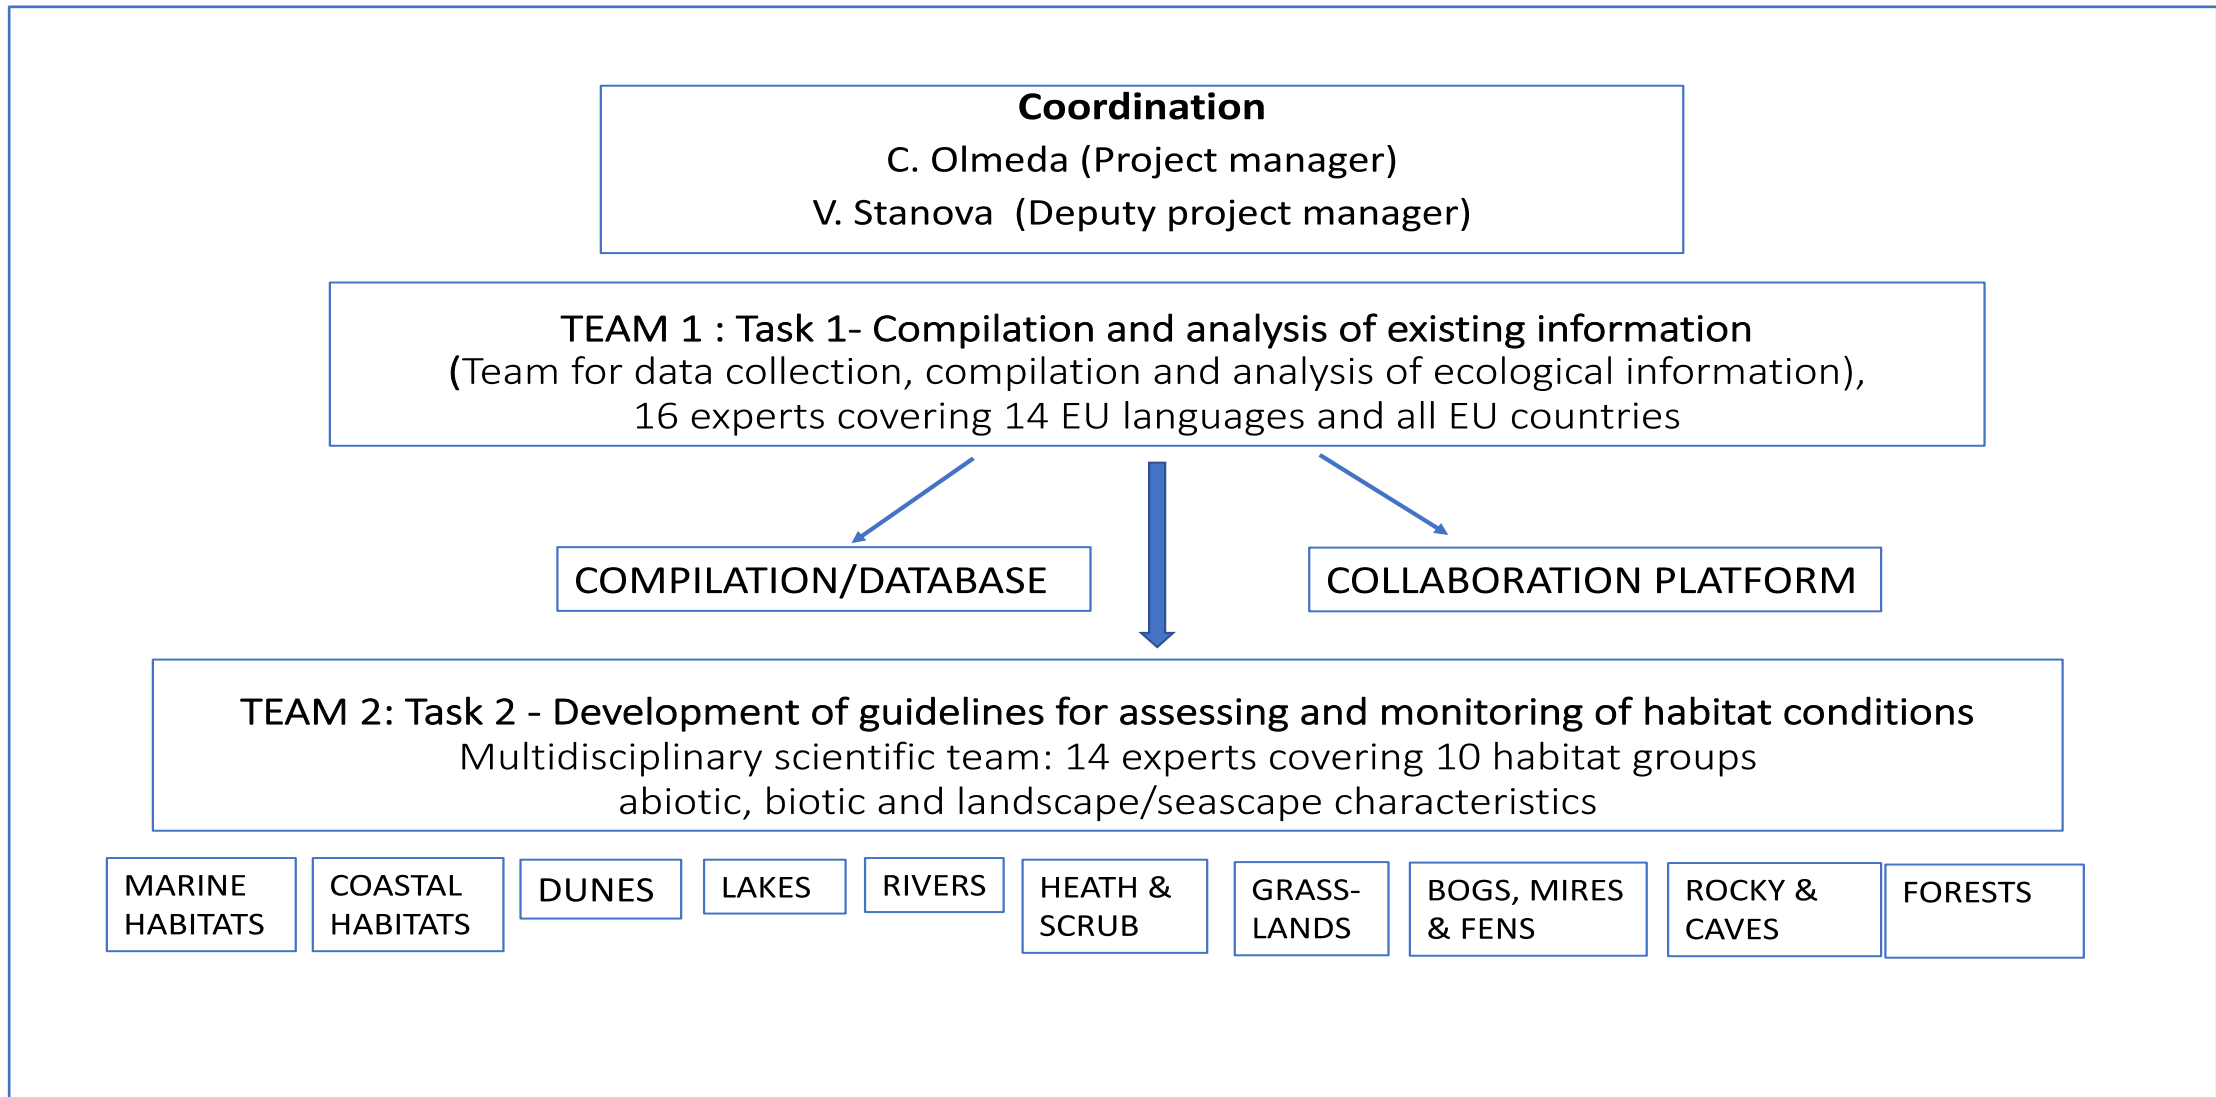 Coordination
C. Olmeda (Project manager)
V. Stanova (Deputy project manager)
TEAM 1 : Task 1- Compilation and analysis of existing information
(Team for data collection, compilation and analysis of ecological information),
16 experts covering 14 EU languages and all EU countries
COMPILATION/DATABASE
COLLABORATION PLATFORM
TEAM 2: Task 2 - Development of guidelines for assessing and monitoring of habitat conditions
Multidisciplinary scientific team: 14 experts covering 10 habitat groups
abiotic, biotic and landscape/seascape characteristics
MARINE
HABITATS
COASTAL
HABITATS
DUNES
LAKES
RIVERS
HEATH &
SCRUB
GRASS-
LANDS
BOGS, MIRES
& FENS
ROCKY &
CAVES
FORESTS